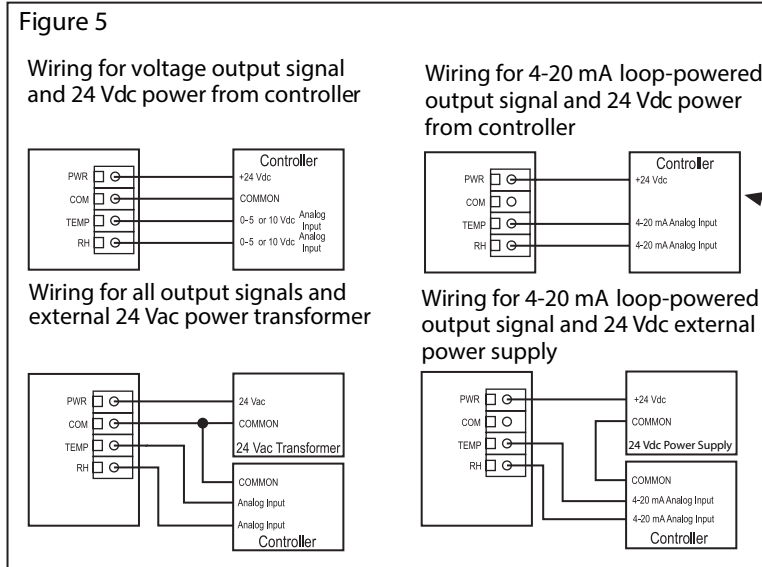 Figure 5
Wiring for voltage output signal
and 24 Vdc power from controller
PWR
COM
TEMP
RH
Controller
+24 Vdc
COMMON
0-5 or 10 Vdc Analog Input
0-5 or 10 Vdc Analog Input
Wiring for 4-20 mA loop-powered
output signal and 24 Vdc power
from controller
PWR
COM
TEMP
RH
Controller
+24 Vdc
4-20 mA Analog Input
4-20 mA Analog Input
Wiring for all output signals and
external 24 Vac power transformer
PWR
COM
TEMP
RH
24 Vac
COMMON
24 Vac Transformer
COMMON
Analog Input
Analog Input
Controller
Wiring for 4-20 mA loop-powered
output signal and 24 Vdc external
power supply
PWR
COM
TEMP
RH
+24 Vdc
COMMON
24 Vdc Power Supply
COMMON
4-20 mA Analog Input
4-20 mA Analog Input
Controller